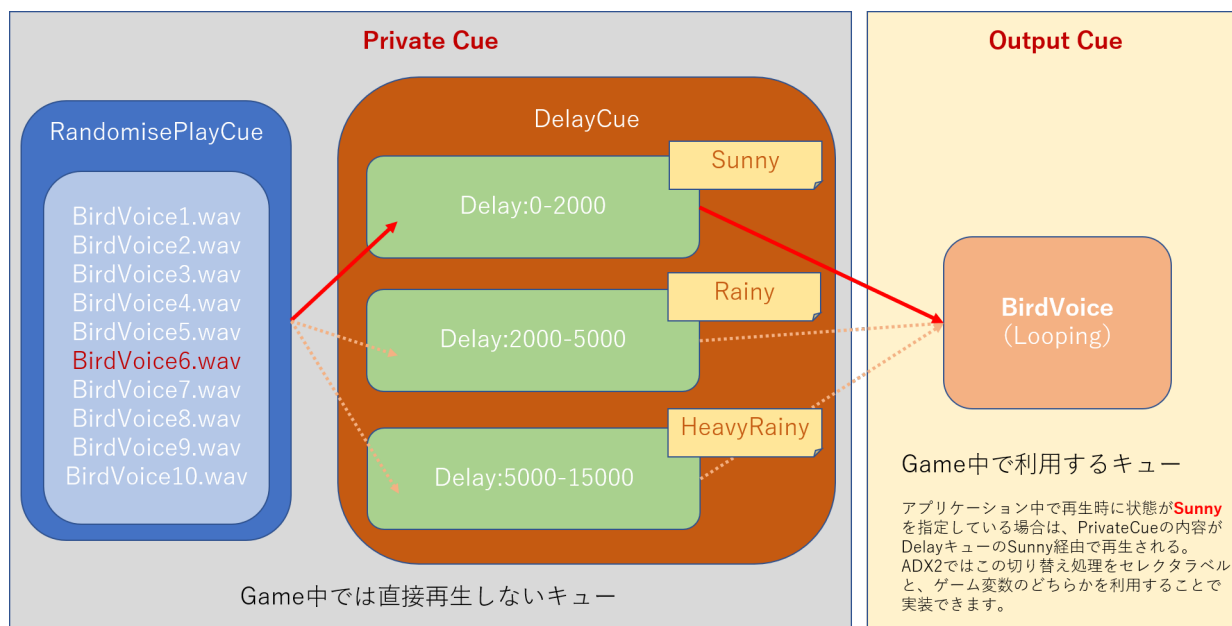 Private Cue
RandomisePlayCue
BirdVoice1.wav
BirdVoice2.wav
BirdVoice3.wav
BirdVoice4.wav
BirdVoice5.wav
BirdVoice6.wav
BirdVoice7.wav
BirdVoice8.wav
BirdVoice9.wav
BirdVoice10.wav
DelayCue
Sunny
Delay:0-2000
Rainy
Delay:2000-5000
HeavyRainy
Delay:5000-15000
Game中では直接再生しないキュー
Output Cue
BirdVoice
(Looping)
Game中で利用するキュー
アプリケーション中で再生時に状態がSunny
を指定している場合は、PrivateCueの内容が
DelayキューのSunny経由で再生される。
ADX2ではこの切り替え処理をセレクタラベル
と、ゲーム変数のどちらかを利用することで
実装できます。